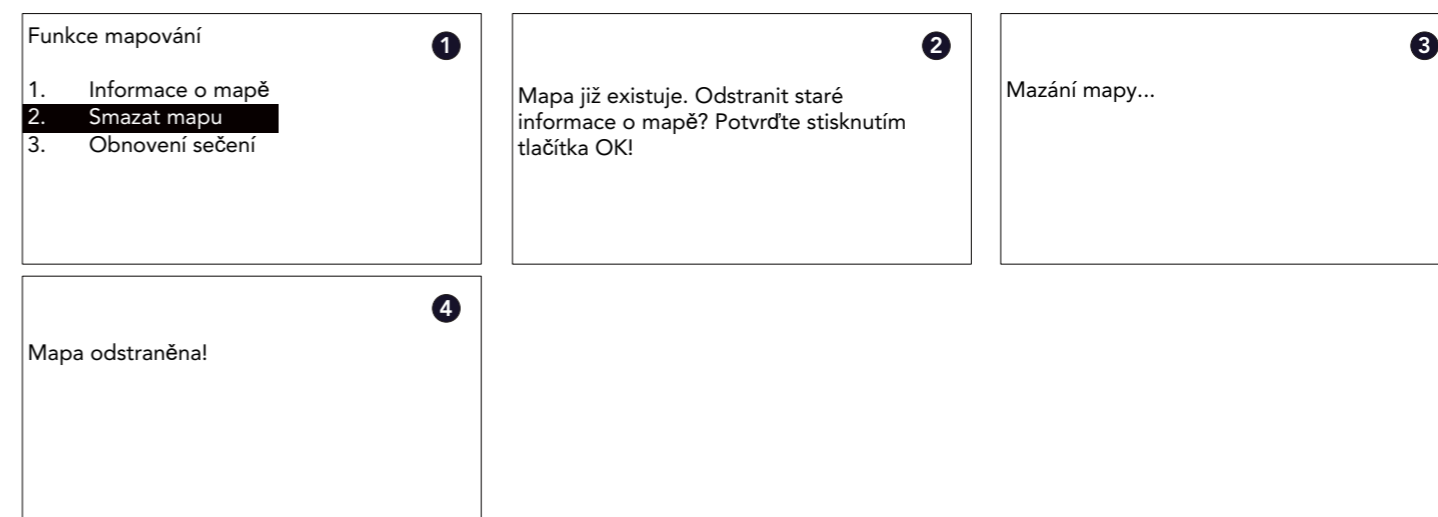 Funkce mapování
1
1. Informace o mapě
2. Smazat mapu
3. Obnovení sečení
2
Mapa již existuje. Odstranit staré
informace o mapě? Potvrďte stisknutím
tlačítka OK!
3
Mazání mapy...
4
Mapa odstraněna!